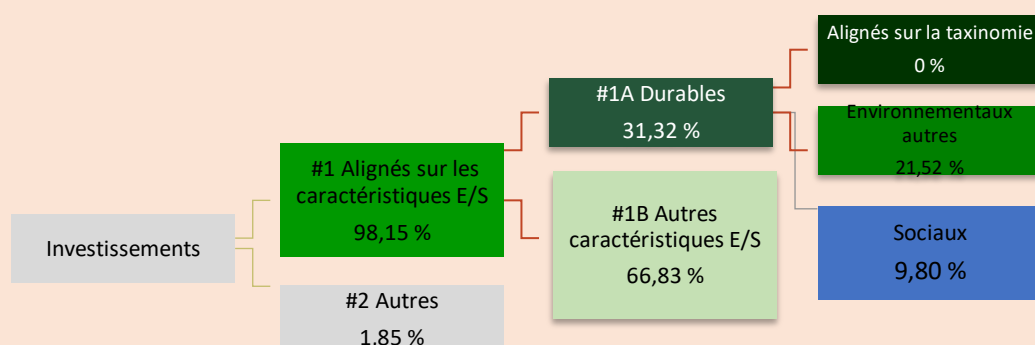 Investissements
#1 Alignés sur les
caractéristiques E/S
98,15 %
#2 Autres
1,85 %
#1A Durables
31,32 %
#1B Autres
caractéristiques E/S
66,83 %
Alignés sur la taxinomie
0 %
Environnementaux
autres
21,52 %
Sociaux
9,80 %